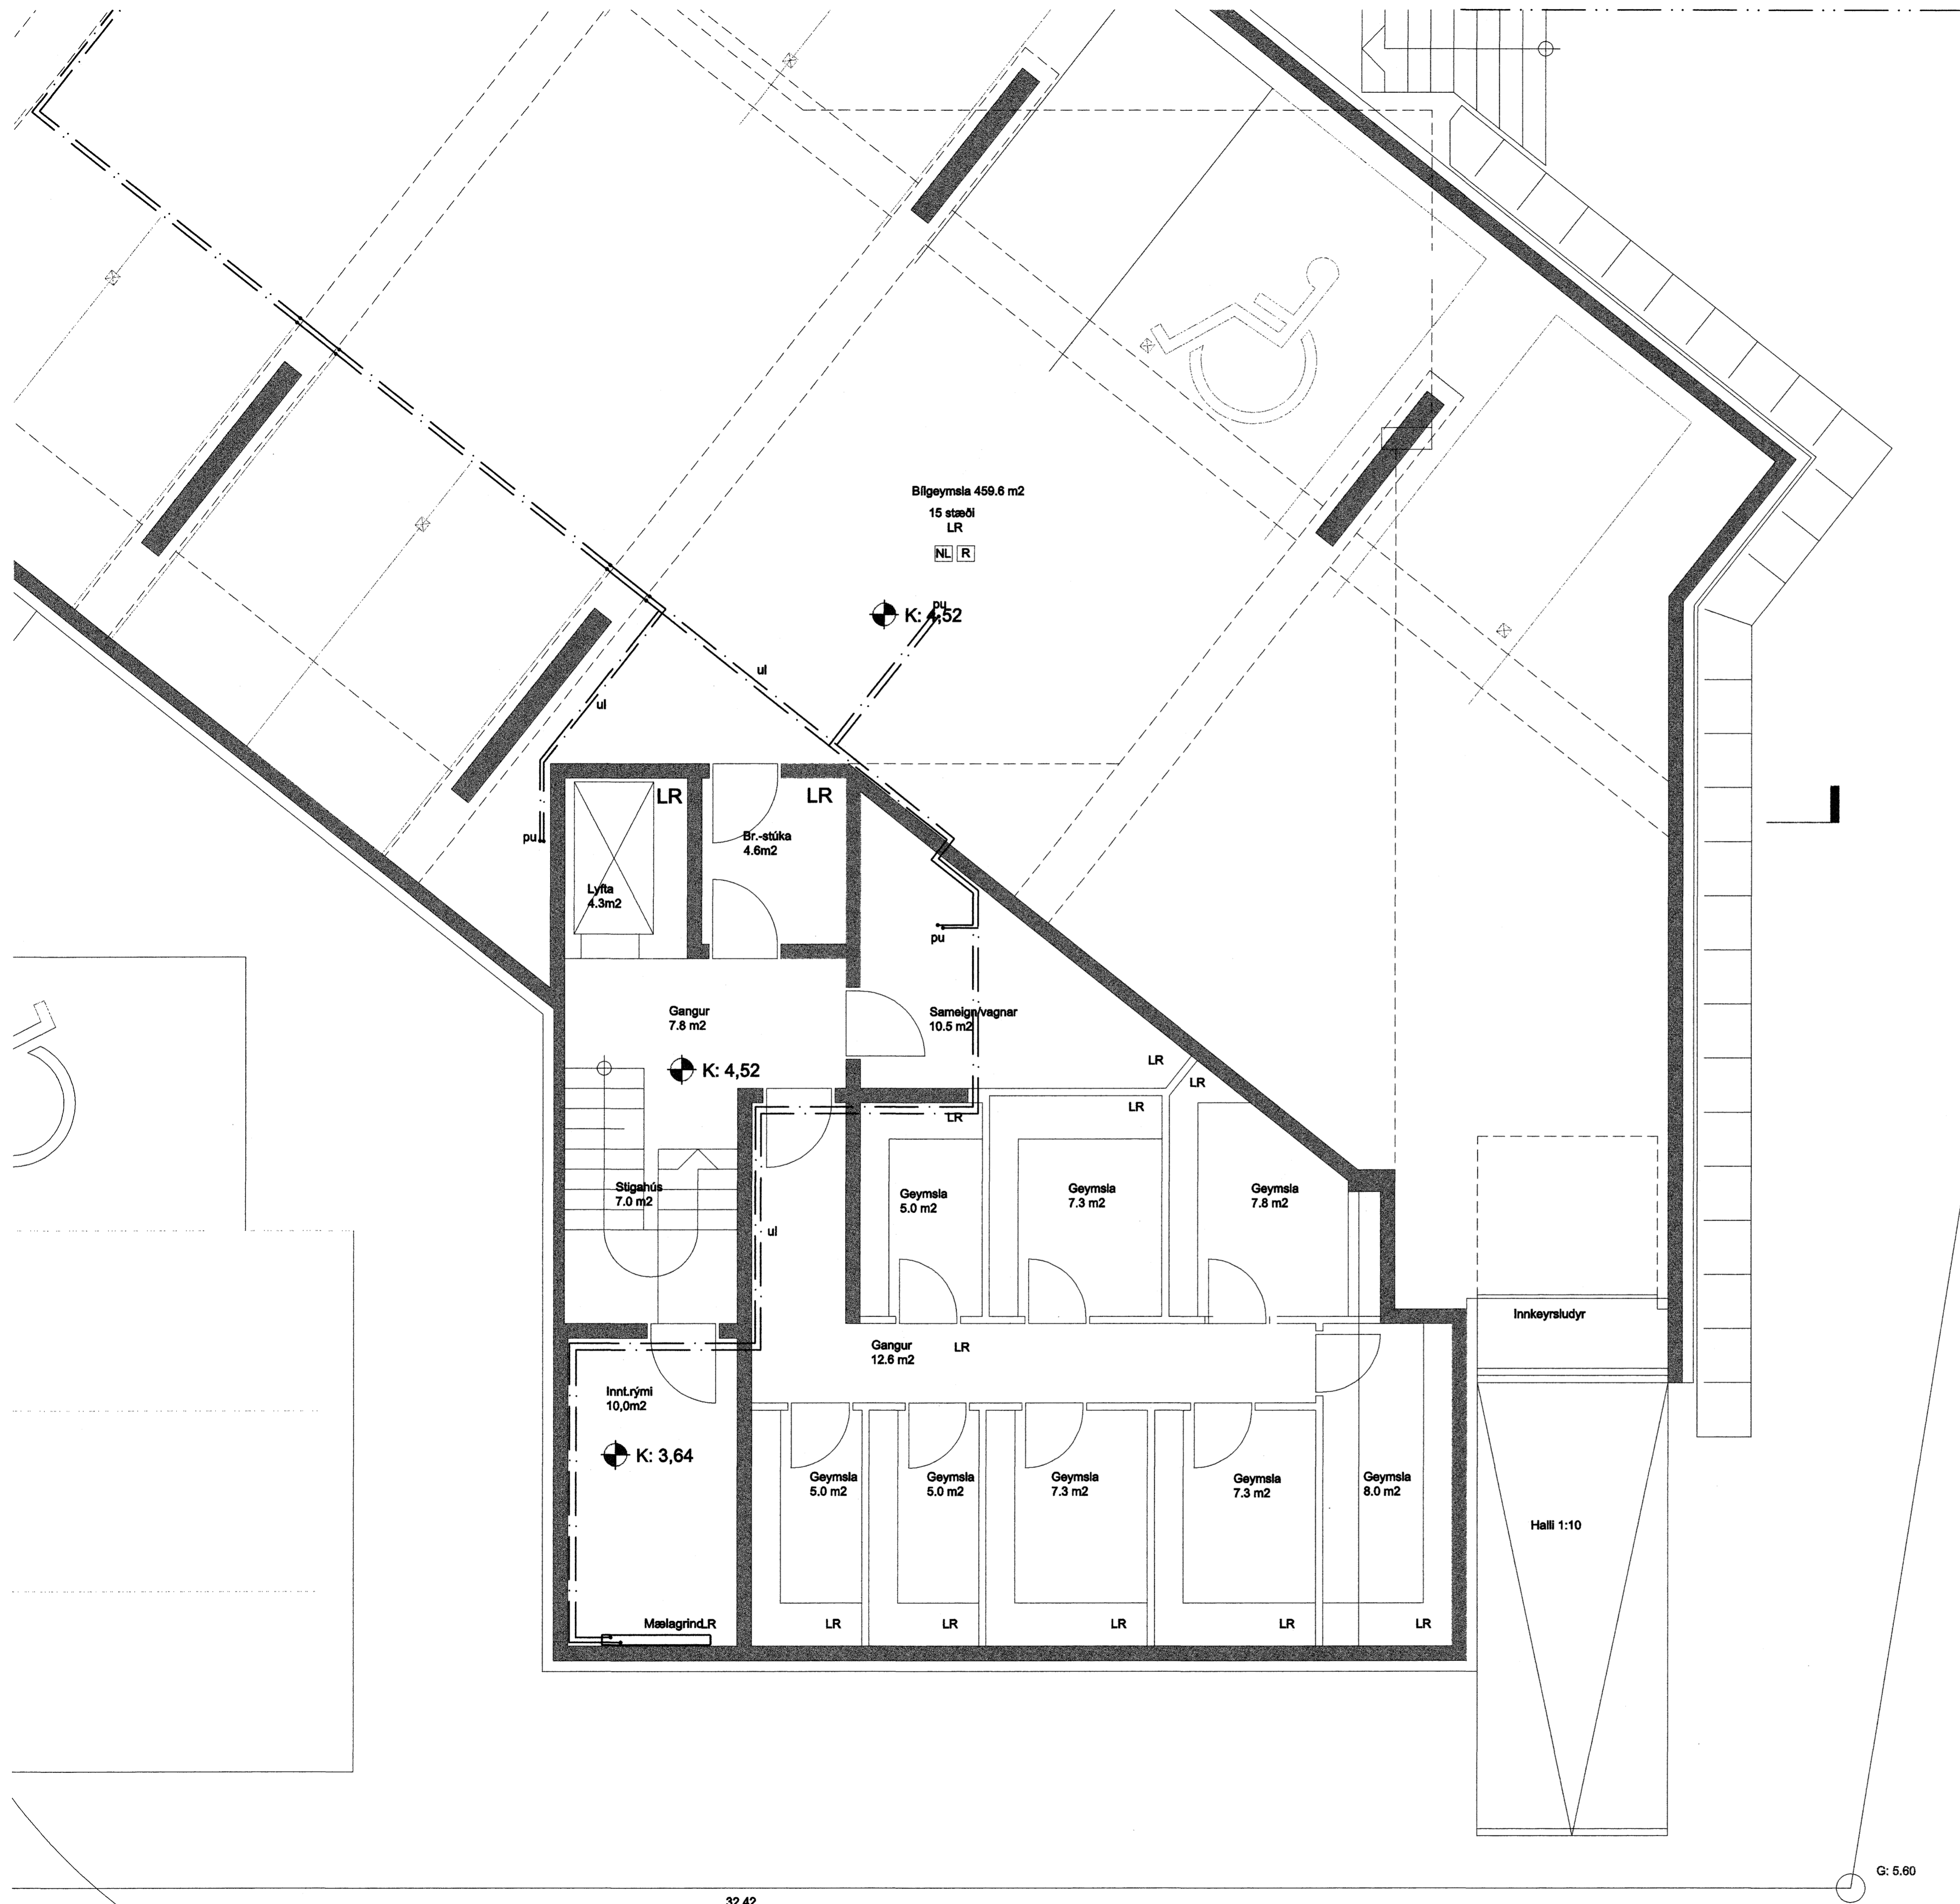 Bílgeymsla 459.6 m2
15 stæði
LR
NL R
pu
K: 4,52
ul
ul
LR
LR
Br.-stúka
4.6m2
pu
Lyfta
4.3m2
pu
Gangur
7.8 m2
Sameign/vagnar
10.5 m2
K: 4,52
LR
LR
LR
LR
Stigahús
7.0 m2
Geymsla
5.0 m2
Geymsla
7.3 m2
Geymsla
7.8 m2
ul
Innkeyrsludyr
Gangur
12.6 m2
LR
Innt.rými
10,0m2
K: 3,64
Geymsla
5.0 m2
Geymsla
5.0 m2
Geymsla
7.3 m2
Geymsla
7.3 m2
Geymsla
8.0 m2
Halli 1:10
Mælagrind LR
LR
LR
LR
LR
LR
G: 5.60
32.42